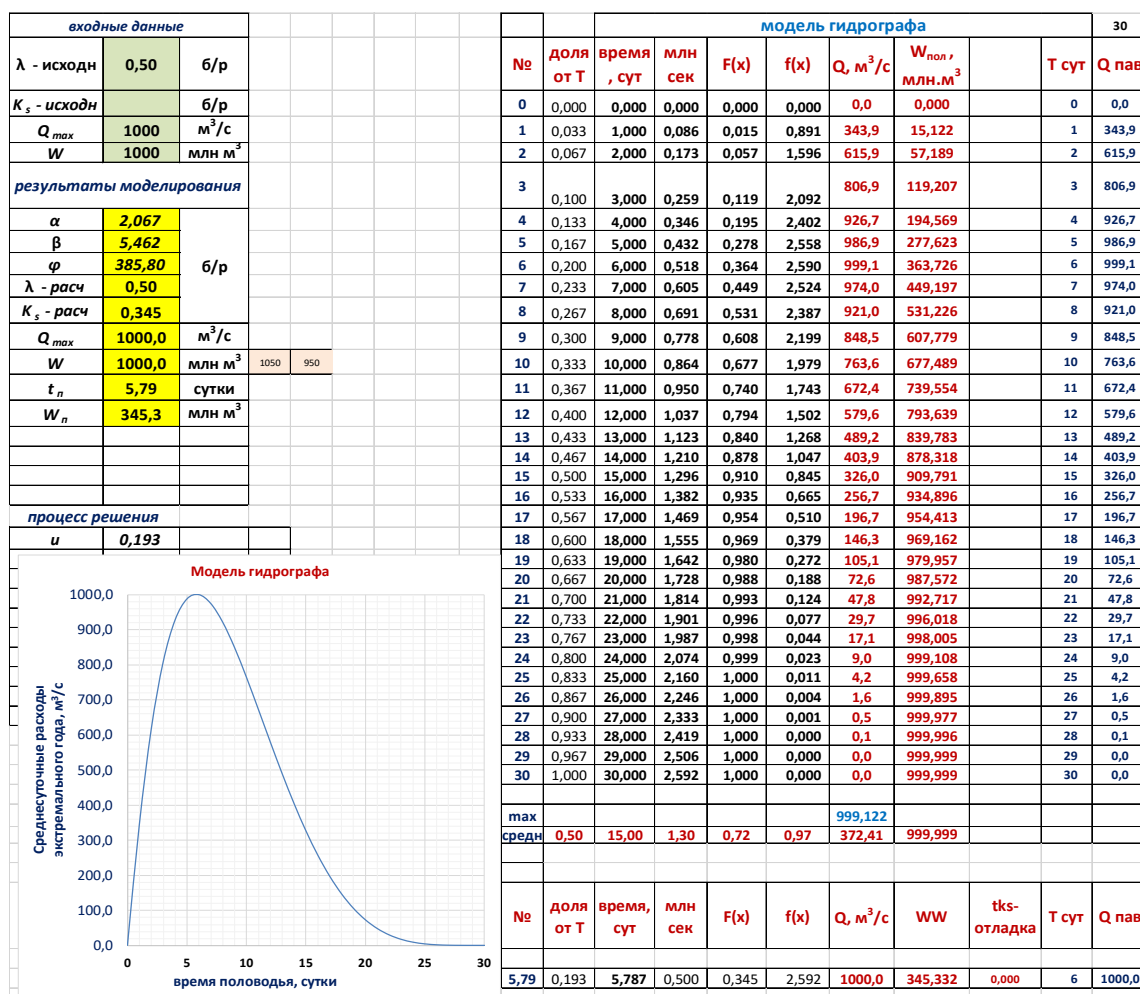 входные данные
λ - исходн 0,50 б/р
K s - исходн б/р
Q max 1000 м³/с
W 1000 млн м³
результаты моделирования
α 2,067
β 5,462
φ 385,80 б/р
λ - расч 0,50
K s - расч 0,345
Q max 1000,0 м³/с
W 1000,0 млн м³ 1050 950
t п 5,79 сутки
W п 345,3 млн м³
процесс решения
u 0,193
Модель гидрографа
Среднесуточные расходы
экстремального года, м³/с
1000,0
900,0
800,0
700,0
600,0
500,0
400,0
300,0
200,0
100,0
0,0
0 5 10 15 20 25 30
время половодья, сутки
модель гидрографа 30
№ доля от T время, сут млн сек F(x) f(x) Q, м³/с Wпол, млн.м³ T сут Q пав
0 0,000 0,000 0,000 0,000 0,000 0,0 0,000 0 0,0
1 0,033 1,000 0,086 0,015 0,891 343,9 15,122 1 343,9
2 0,067 2,000 0,173 0,057 1,596 615,9 57,189 2 615,9
3 0,100 3,000 0,259 0,119 2,092 806,9 119,207 3 806,9
4 0,133 4,000 0,346 0,195 2,402 926,7 194,569 4 926,7
5 0,167 5,000 0,432 0,278 2,558 986,9 277,623 5 986,9
6 0,200 6,000 0,518 0,364 2,590 999,1 363,726 6 999,1
7 0,233 7,000 0,605 0,449 2,524 974,0 449,197 7 974,0
8 0,267 8,000 0,691 0,531 2,387 921,0 531,226 8 921,0
9 0,300 9,000 0,778 0,608 2,199 848,5 607,779 9 848,5
10 0,333 10,000 0,864 0,677 1,979 763,6 677,489 10 763,6
11 0,367 11,000 0,950 0,740 1,743 672,4 739,554 11 672,4
12 0,400 12,000 1,037 0,794 1,502 579,6 793,639 12 579,6
13 0,433 13,000 1,123 0,840 1,268 489,2 839,783 13 489,2
14 0,467 14,000 1,210 0,878 1,047 403,9 878,318 14 403,9
15 0,500 15,000 1,296 0,910 0,845 326,0 909,791 15 326,0
16 0,533 16,000 1,382 0,935 0,665 256,7 934,896 16 256,7
17 0,567 17,000 1,469 0,954 0,510 196,7 954,413 17 196,7
18 0,600 18,000 1,555 0,969 0,379 146,3 969,162 18 146,3
19 0,633 19,000 1,642 0,980 0,272 105,1 979,957 19 105,1
20 0,667 20,000 1,728 0,988 0,188 72,6 987,572 20 72,6
21 0,700 21,000 1,814 0,993 0,124 47,8 992,717 21 47,8
22 0,733 22,000 1,901 0,996 0,077 29,7 996,018 22 29,7
23 0,767 23,000 1,987 0,998 0,044 17,1 998,005 23 17,1
24 0,800 24,000 2,074 0,999 0,023 9,0 999,108 24 9,0
25 0,833 25,000 2,160 1,000 0,011 4,2 999,658 25 4,2
26 0,867 26,000 2,246 1,000 0,004 1,6 999,895 26 1,6
27 0,900 27,000 2,333 1,000 0,001 0,5 999,977 27 0,5
28 0,933 28,000 2,419 1,000 0,000 0,1 999,996 28 0,1
29 0,967 29,000 2,506 1,000 0,000 0,0 999,999 29 0,0
30 1,000 30,000 2,592 1,000 0,000 0,0 999,999 30 0,0
max 999,122
средн 0,50 15,00 1,30 0,72 0,97 372,41 999,999
№ доля от T время, сут млн сек F(x) f(x) Q, м³/с WW tks-отладка T сут Q пав
5,79 0,193 5,787 0,500 0,345 2,592 1000,0 345,332 0,000 6 1000,0